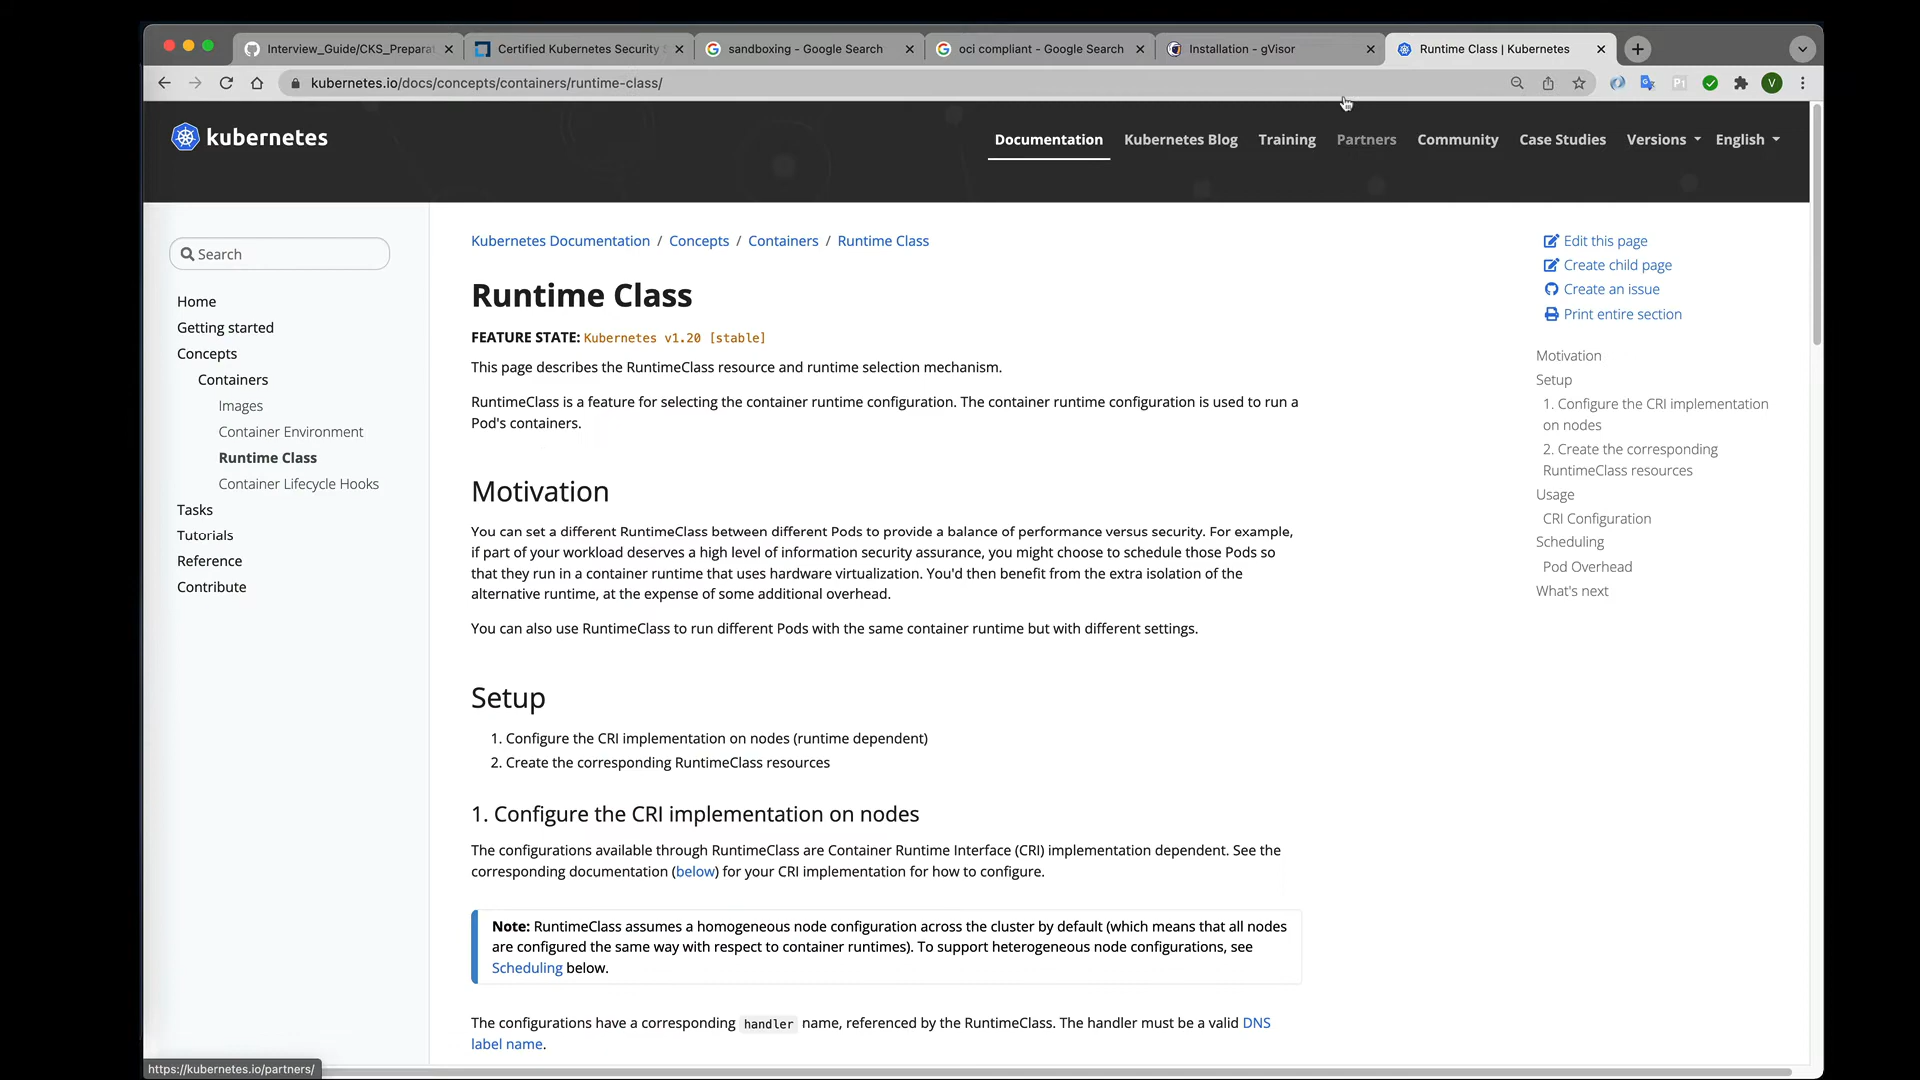 Interview_Guide/CKS_Preparat
Certified Kubernetes Security
sandboxing - Google Search
oci compliant - Google Search
Installation - gVisor
Runtime Class | Kubernetes
kubernetes.io/docs/concepts/containers/runtime-class/
V
kubernetes
Documentation
Kubernetes Blog
Training
Partners
Community
Case Studies
Versions
English
Search
Home
Getting started
Concepts
Containers
Images
Container Environment
Runtime Class
Container Lifecycle Hooks
Tasks
Tutorials
Reference
Contribute
Kubernetes Documentation / Concepts / Containers / Runtime Class
Runtime Class
FEATURE STATE: Kubernetes v1.20 [stable]
This page describes the RuntimeClass resource and runtime selection mechanism.
RuntimeClass is a feature for selecting the container runtime configuration. The container runtime configuration is used to run a
Pod's containers.
Motivation
You can set a different RuntimeClass between different Pods to provide a balance of performance versus security. For example,
if part of your workload deserves a high level of information security assurance, you might choose to schedule those Pods so
that they run in a container runtime that uses hardware virtualization. You'd then benefit from the extra isolation of the
alternative runtime, at the expense of some additional overhead.
You can also use RuntimeClass to run different Pods with the same container runtime but with different settings.
Setup
1. Configure the CRI implementation on nodes (runtime dependent)
2. Create the corresponding RuntimeClass resources
1. Configure the CRI implementation on nodes
The configurations available through RuntimeClass are Container Runtime Interface (CRI) implementation dependent. See the
corresponding documentation (below) for your CRI implementation for how to configure.
Note: RuntimeClass assumes a homogeneous node configuration across the cluster by default (which means that all nodes
are configured the same way with respect to container runtimes). To support heterogeneous node configurations, see
Scheduling below.
The configurations have a corresponding handler name, referenced by the RuntimeClass. The handler must be a valid DNS
label name.
Edit this page
Create child page
Create an issue
Print entire section
Motivation
Setup
1. Configure the CRI implementation
on nodes
2. Create the corresponding
RuntimeClass resources
Usage
CRI Configuration
Scheduling
Pod Overhead
What's next
https://kubernetes.io/partners/